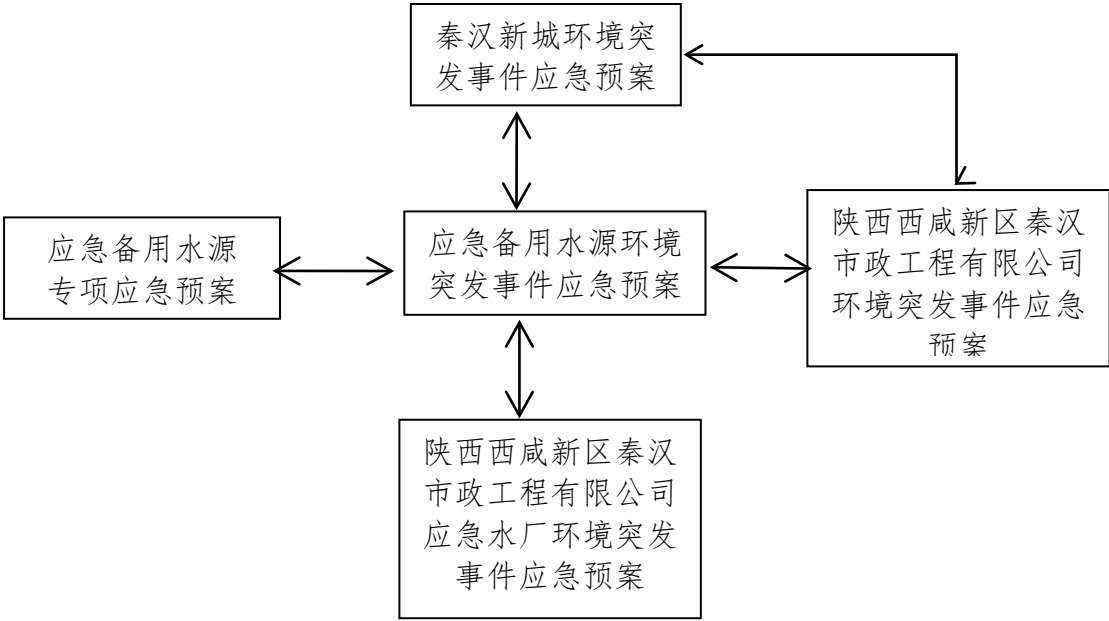 秦汉新城环境突
发事件应急预案
应急备用水源
专项应急预案
应急备用水源环境
突发事件应急预案
陕西西咸新区秦汉
市政工程有限公司
环境突发事件应急
预案
陕西西咸新区秦汉
市政工程有限公司
应急水厂环境突发
事件应急预案